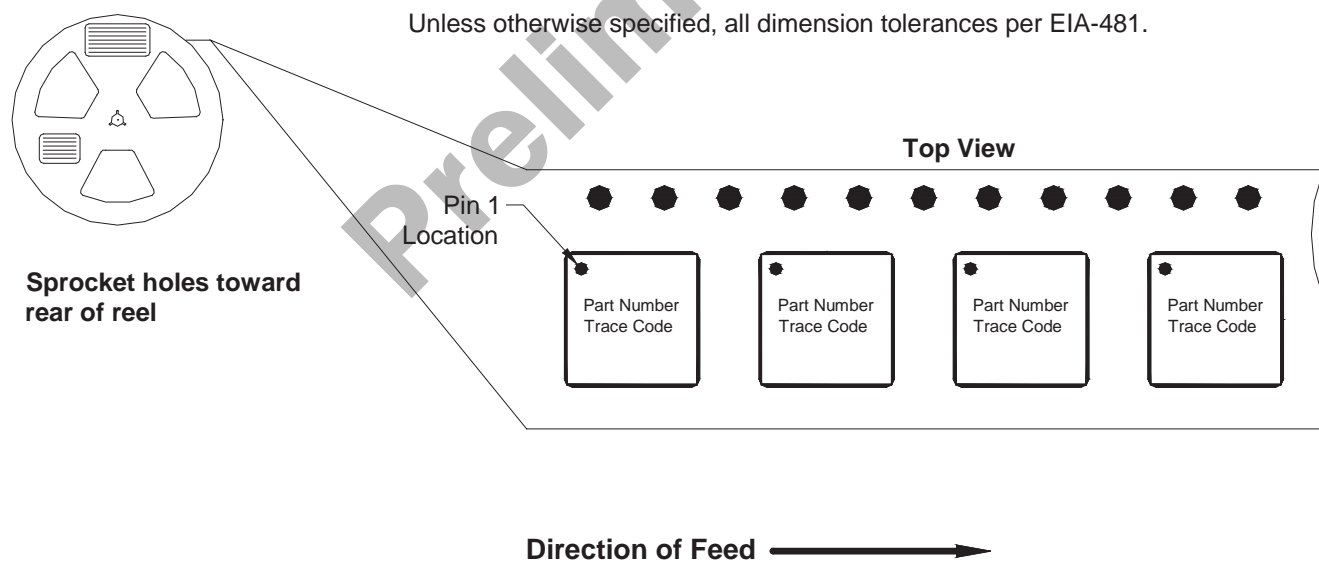 Unless otherwise specified, all dimension tolerances per EIA-481.
Prelim
Top View
Pin 1
Location
Sprocket holes toward
rear of reel
Part Number
Trace Code
Part Number
Trace Code
Part Number
Trace Code
Part Number
Trace Code
Direction of Feed